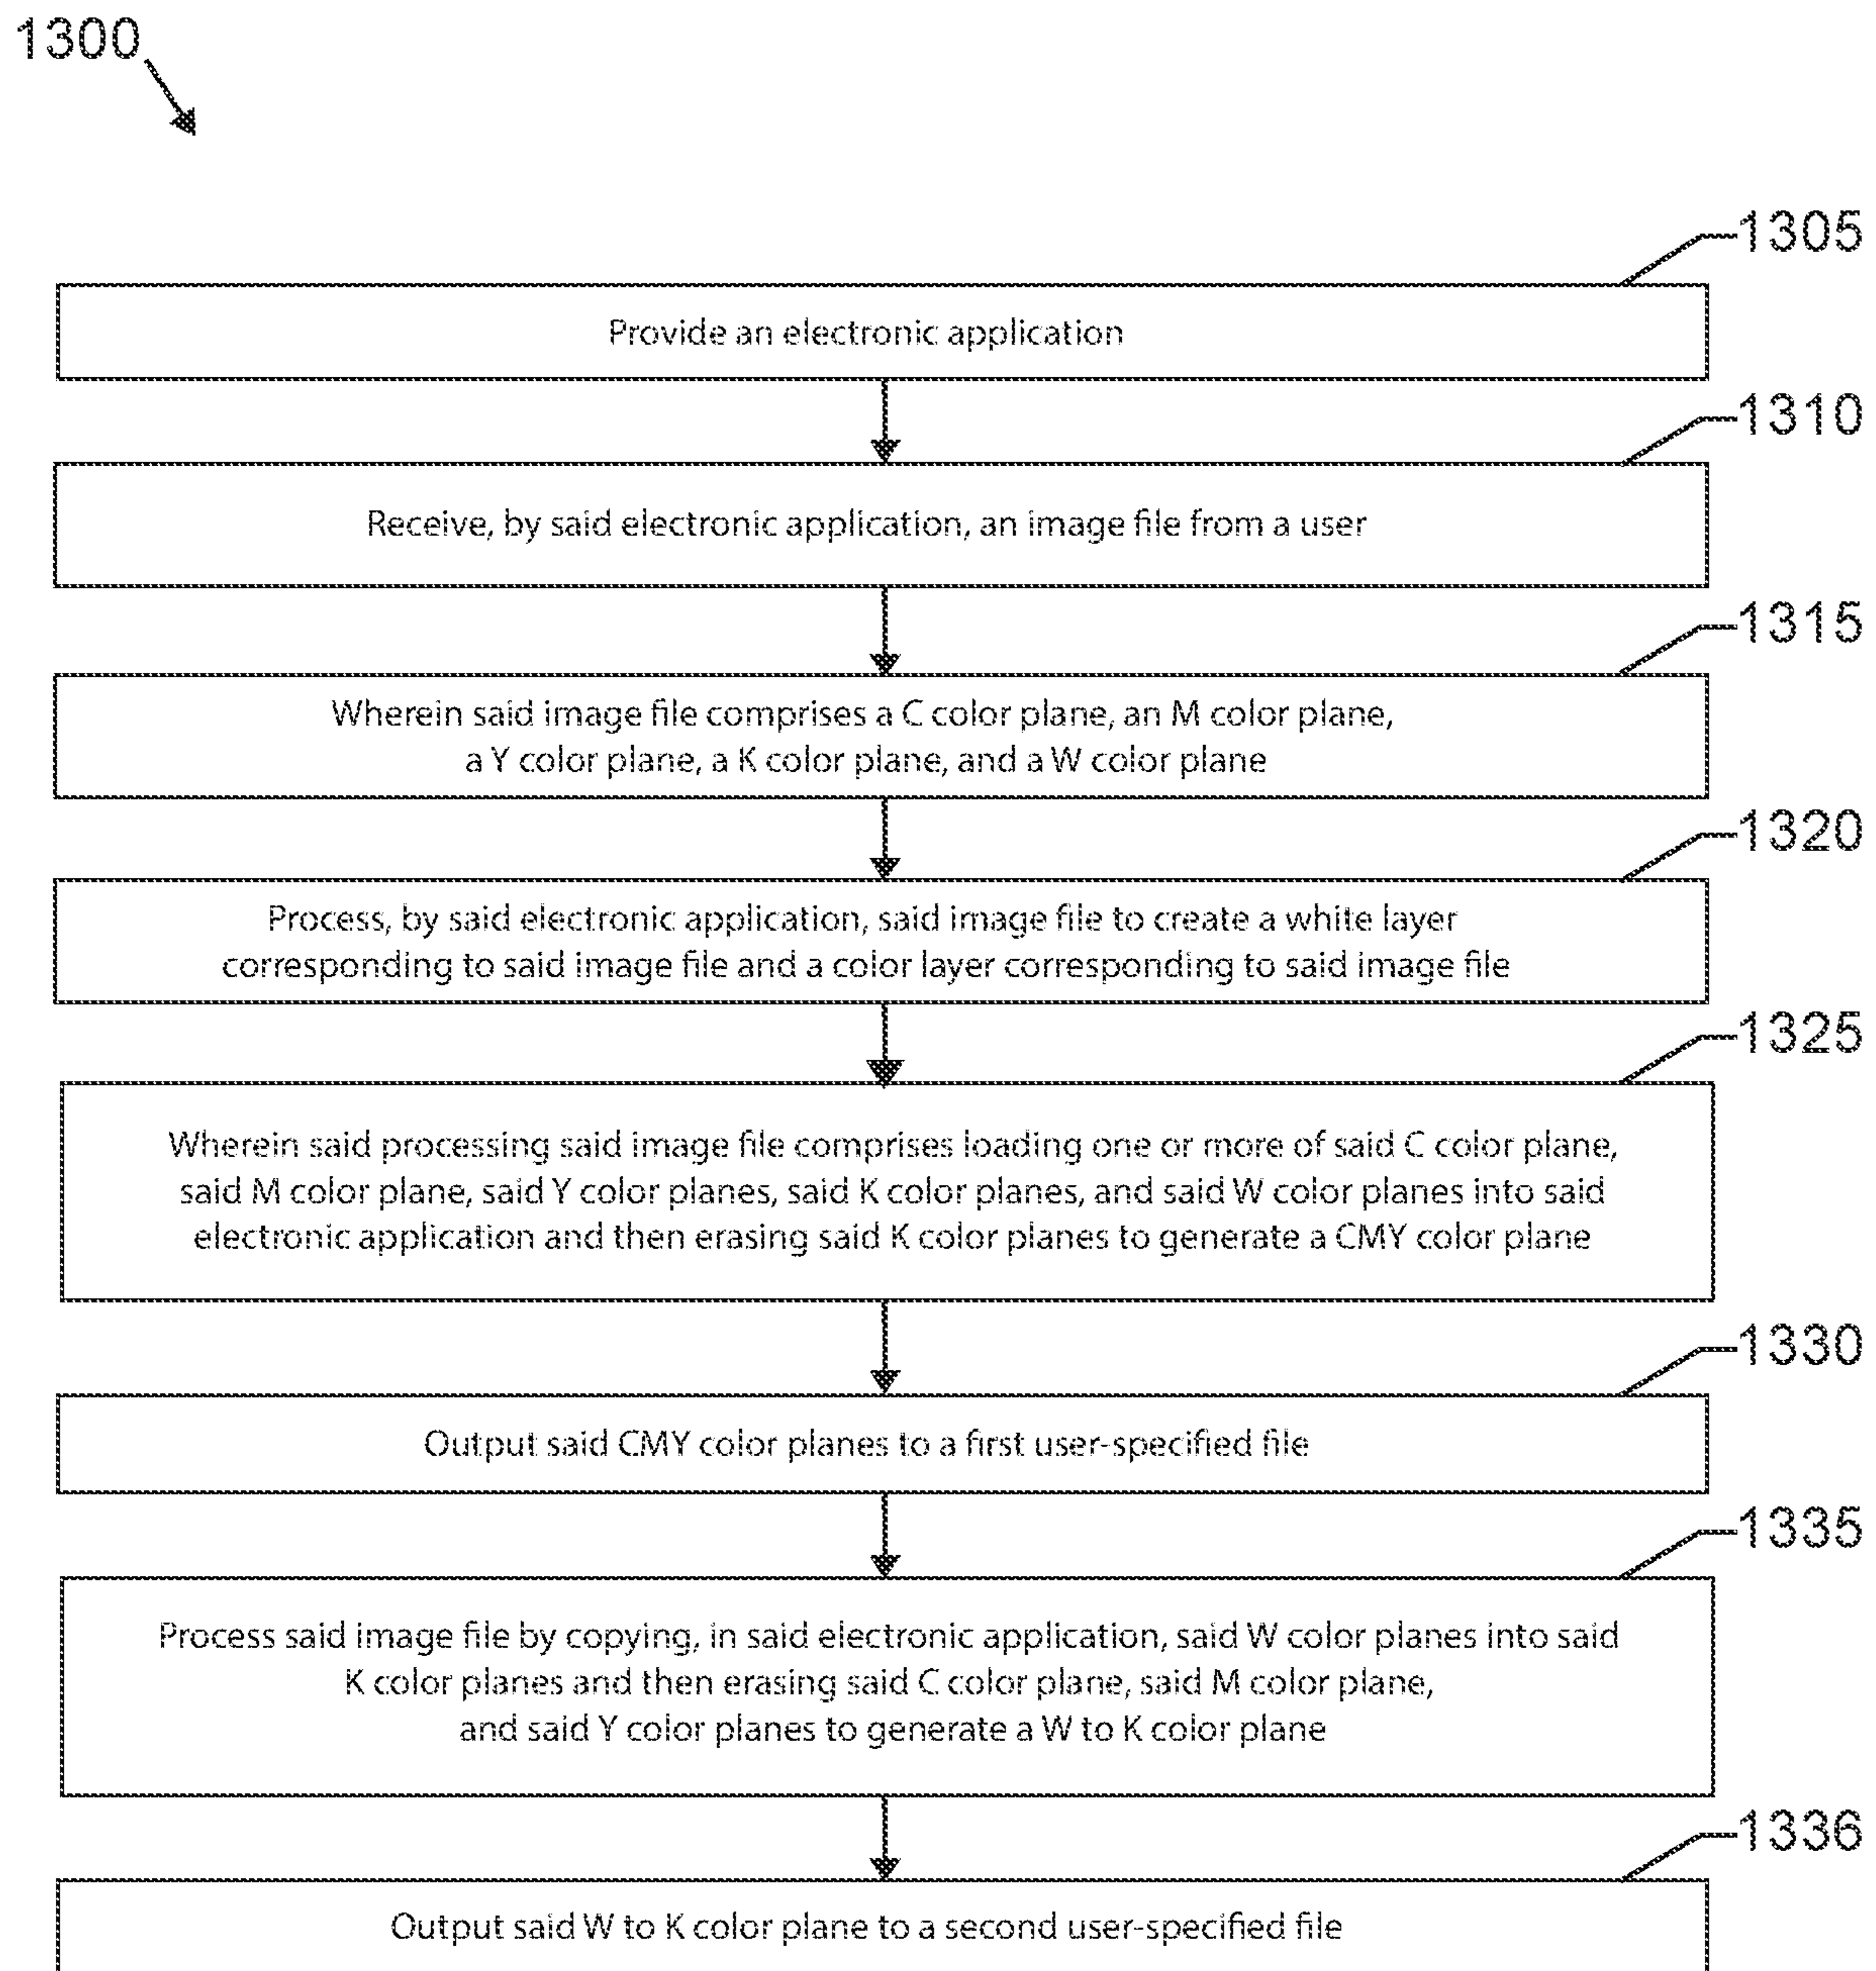 1300
1305
Provide an electronic application
1310
Receive, by said electronic application, an image file from a user
1315
Wherein said image file comprises a C color plane, an M color plane,
a Y color plane, a K color plane, and a W color plane
1320
Process, by said electronic application, said image file to create a white layer
corresponding to said image file and a color layer corresponding to said image file
1325
Wherein said processing said image file comprises loading one or more of said C color plane,
said M color plane, said Y color planes, said K color planes, and said W color planes into said
electronic application and then erasing said K color planes to generate a CMY color plane
1330
Output said CMY color planes to a first user-specified file
1335
Process said image file by copying, in said electronic application, said W color planes into said
K color planes and then erasing said C color plane, said M color plane,
and said Y color planes to generate a W to K color plane
1336
Output said W to K color plane to a second user-specified file